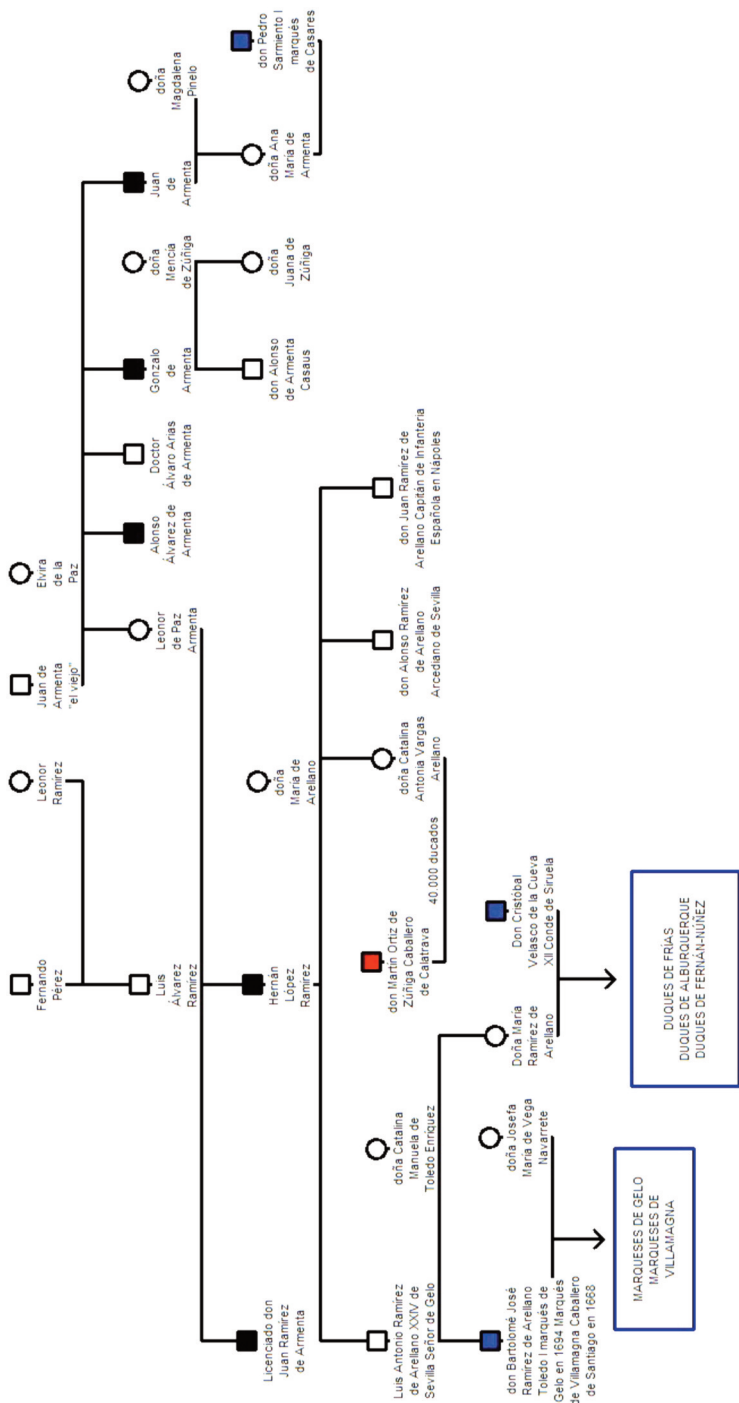 Fernando
Pérez
Leonor
Ramírez
Juan de
Armenta
"el viejo"
Elvira
de la
Paz
Luis
Álvarez
Ramírez
Leonor
de Paz
Armenta
Alonso
Álvarez de
Armenta
Doctor
Álvaro Arias
de Armenta
Gonzalo
de
Armenta
doña
Mencía
de Zúñiga
Juan
de
Armenta
doña
Magdalena
Pinelo
Licenciado don
Juan Ramírez
de Armenta
Hernán
López
Ramírez
doña
María de
Arellano
don Alonso
de Armenta
Casaus
doña
Juana de
Zúñiga
doña Ana
María de
Armenta
don Pedro
Sarmiento I
marqués
de Casares
Luis Antonio Ramírez
de Arellano XXIV de
Sevilla Señor de Gelo
doña Catalina
Manuela de
Toledo Enríquez
don Martín Ortiz de
Zúñiga Caballero
de Calatrava
40.000 ducados
doña Catalina
Antonia Vargas
Arellano
don Alonso Ramírez
de Arellano
Arcediano de Sevilla
don Juan Ramírez de
Arellano Capitán de Infantería
Española en Nápoles
don Bartolomé José
Ramírez de Arellano
Toledo I marqués de
Gelo en 1694 Marqués
de Villamagna Caballero
de Santiago en 1668
doña Josefa
María de Vega
Navarrete
Doña María
Ramírez de
Arellano
Don Cristóbal
Velasco de la Cueva
XII Conde de Siruela
MARQUESES DE GELO
MARQUESES DE
VILLAMAGNA
DUQUES DE FRÍAS
DUQUES DE ALBURQUERQUE
DUQUES DE FERNÁN-NÚÑEZ